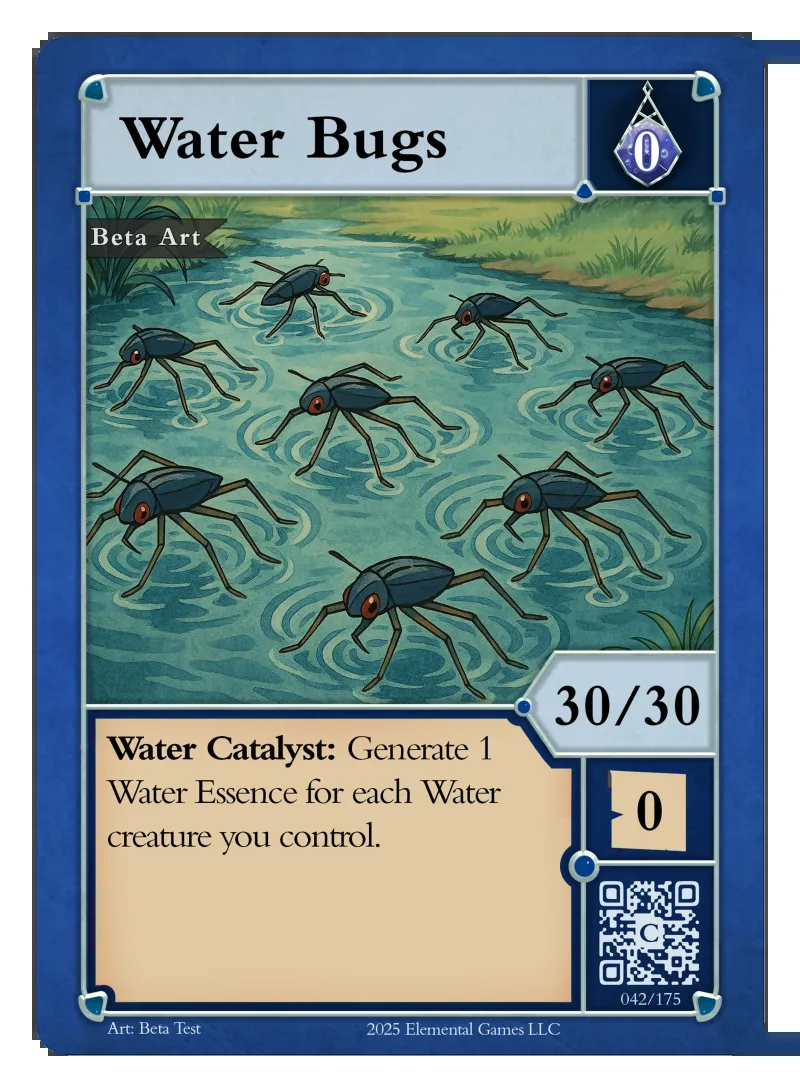 Water Bugs
0
Beta Art
30/30
Water Catalyst: Generate 1
Water Essence for each Water
creature you control.
0
C
042/175
Art: Beta Test
2025 Elemental Games LLC